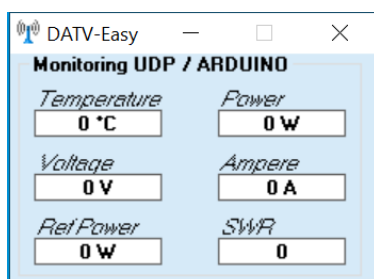 DATV-Easy
Monitoring UDP / ARDUINO
Temperature Power
0 °C 0 W
Voltage Ampere
0 V 0 A
Ref Power SWR
0 W 0